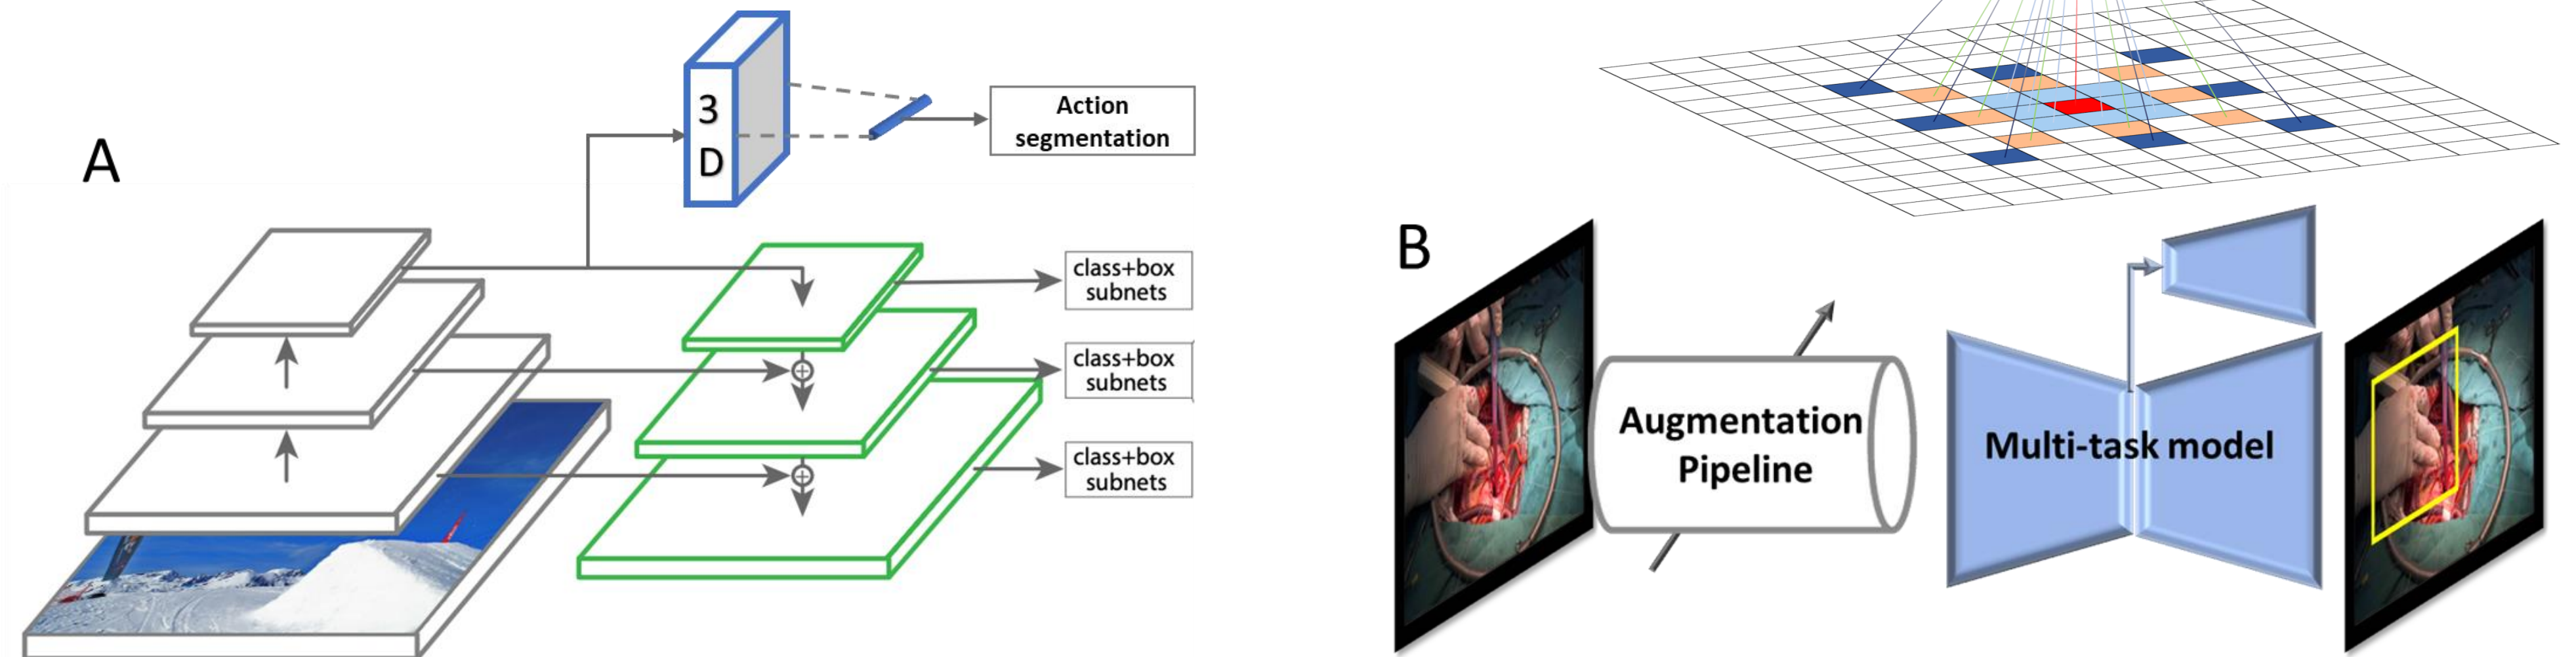 A
3
D
Action
segmentation
class+box
subnets
class+box
subnets
class+box
subnets
B
Augmentation
Pipeline
Multi-task model